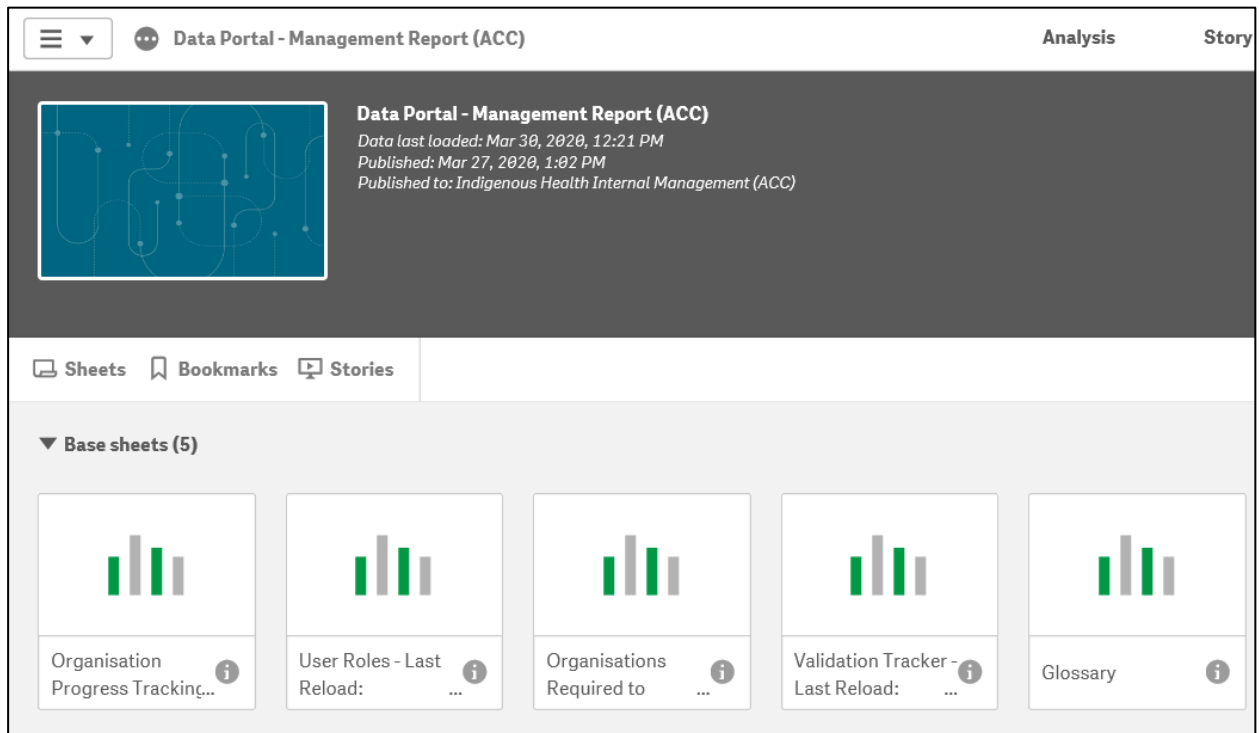 Data Portal - Management Report (ACC)
Analysis
Story
Data Portal - Management Report (ACC)
Data last loaded: Mar 30, 2020, 12:21 PM
Published: Mar 27, 2020, 1:02 PM
Published to: Indigenous Health Internal Management (ACC)
Sheets
Bookmarks
Stories
Base sheets (5)
Organisation
Progress Tracking...
User Roles - Last
Reload: ...
Organisations
Required to ...
Validation Tracker -
Last Reload: ...
Glossary